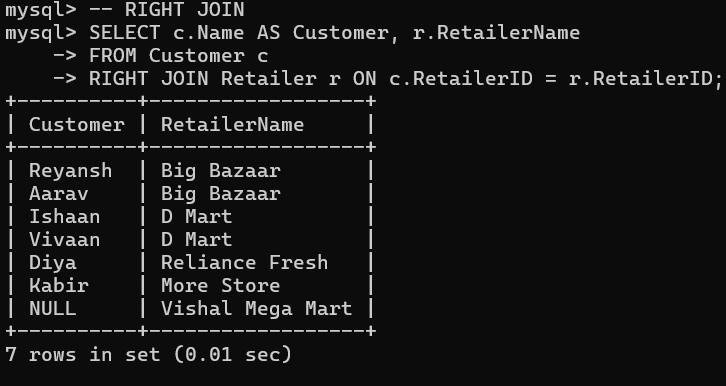 mysql> -- RIGHT JOIN
mysql> SELECT c.Name AS Customer, r.RetailerName
    -> FROM Customer c
    -> RIGHT JOIN Retailer r ON c.RetailerID = r.RetailerID;
+----------+------------------+
| Customer | RetailerName     |
+----------+------------------+
| Reyansh  | Big Bazaar       |
| Aarav    | Big Bazaar       |
| Ishaan   | D Mart           |
| Vivaan   | D Mart           |
| Diya     | Reliance Fresh   |
| Kabir    | More Store       |
| NULL     | Vishal Mega Mart |
+----------+------------------+
7 rows in set (0.01 sec)